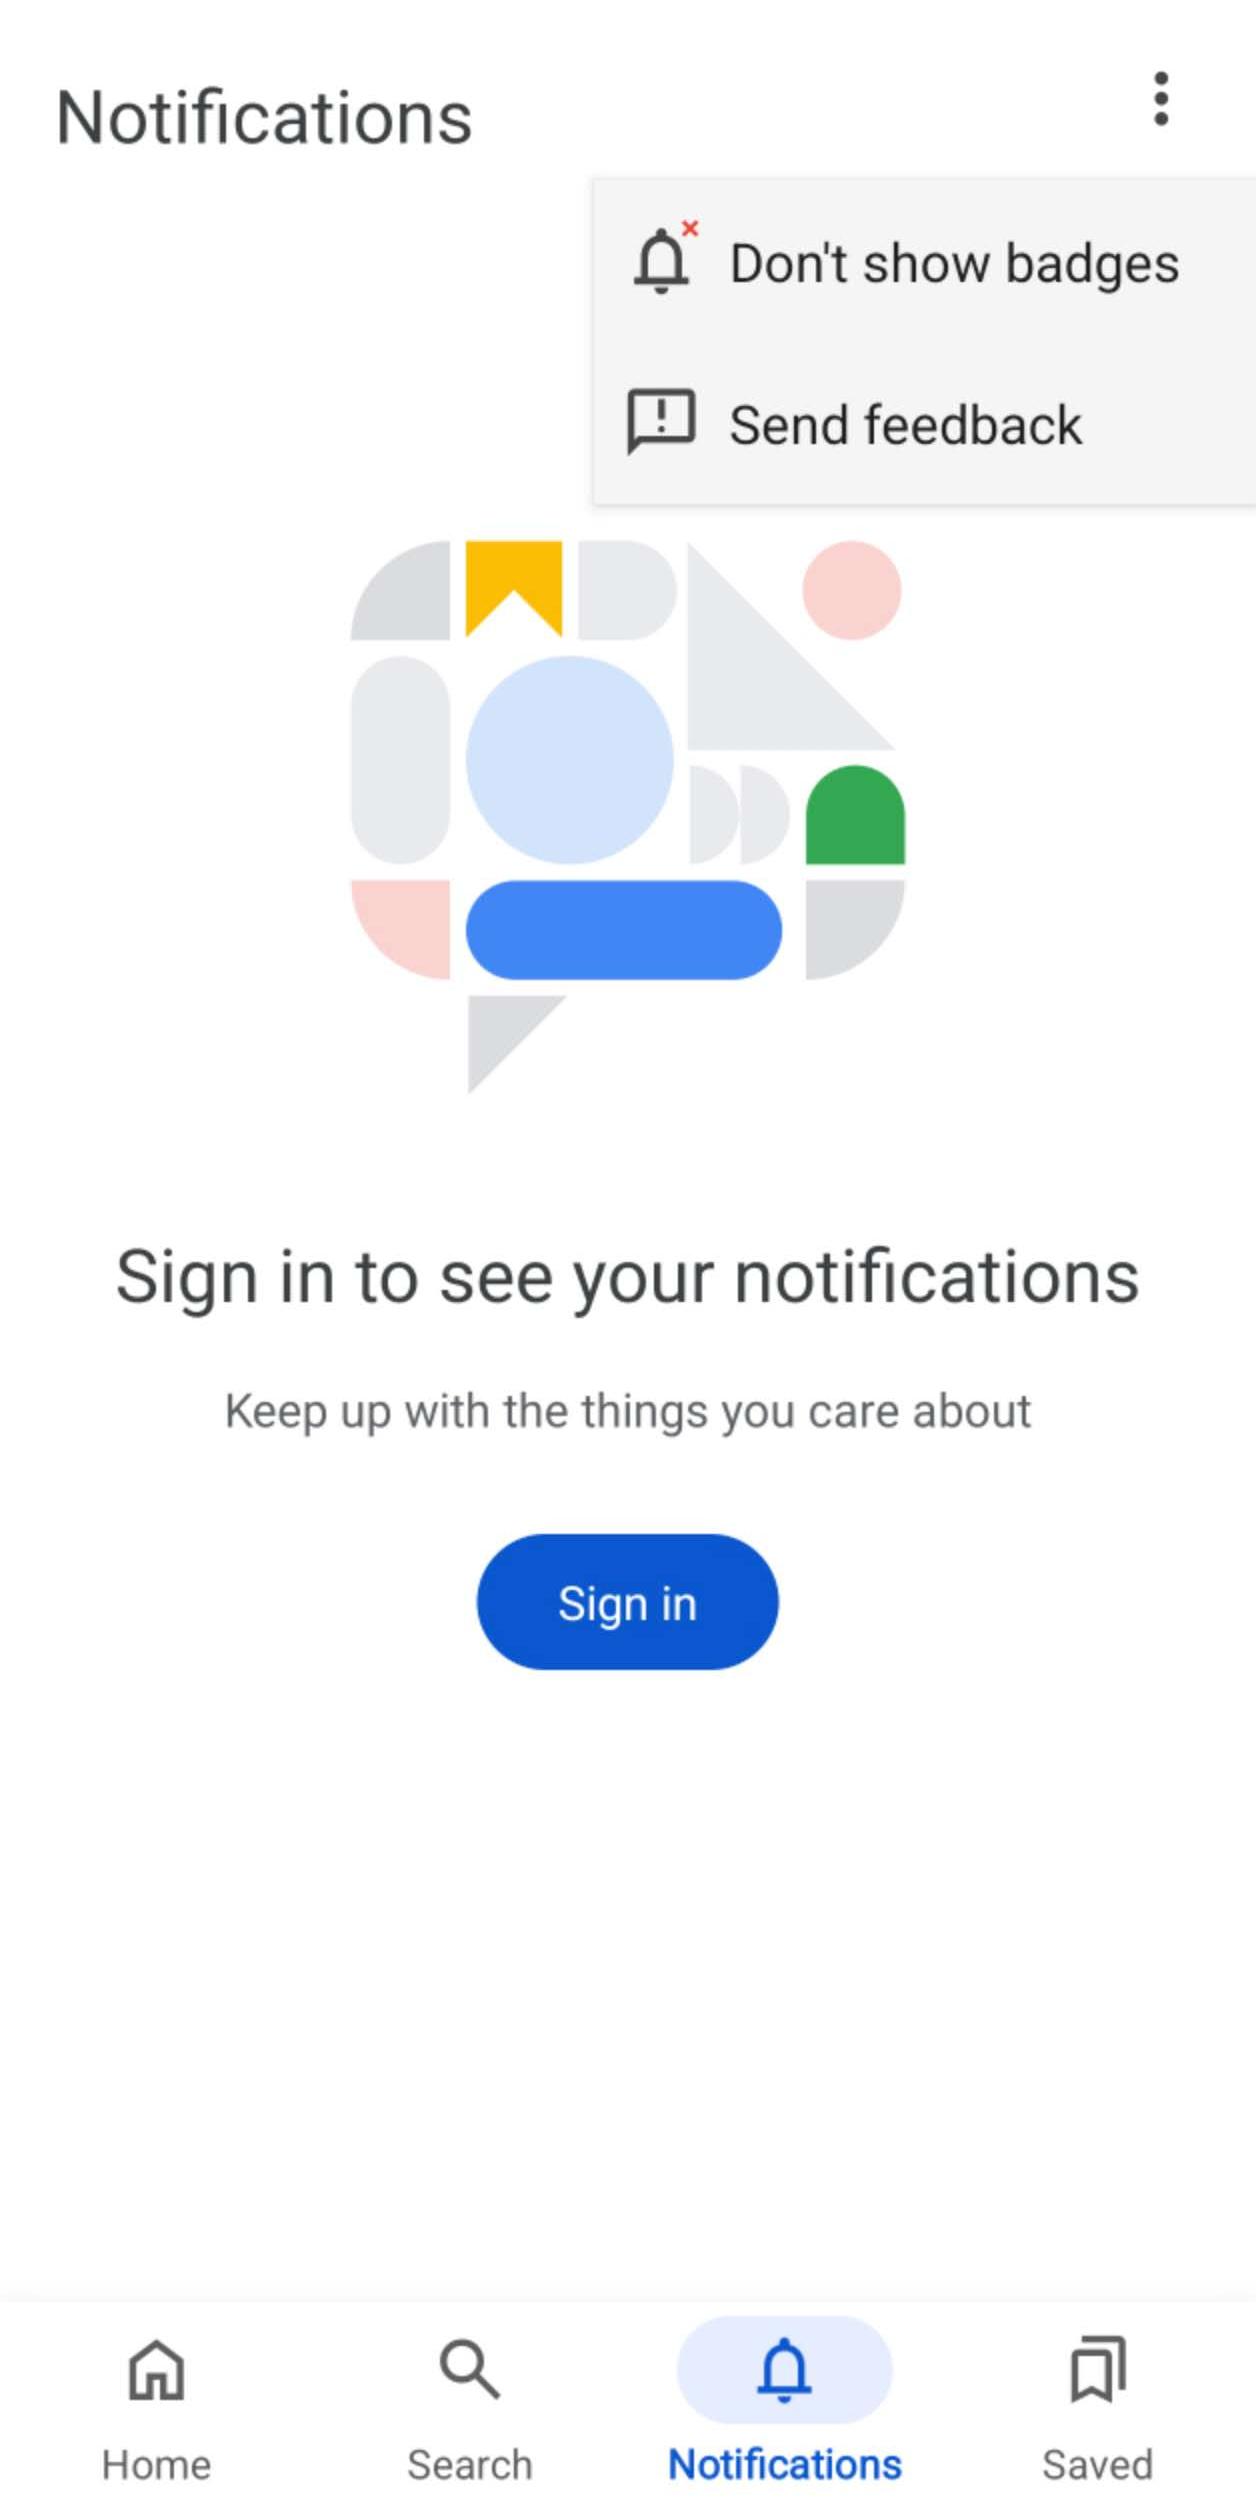 Notifications
Don't show badges
Send feedback
Sign in to see your notifications
Keep up with the things you care about
Sign in
Home
Search
Notifications
Saved